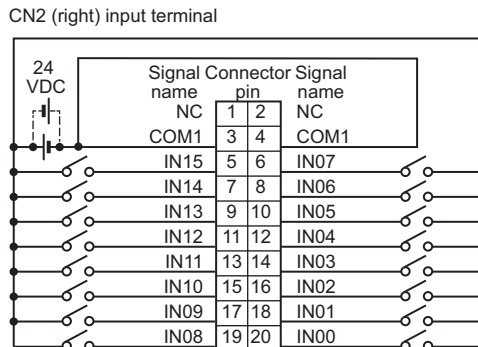 CN2 (right) input terminal
24
VDC
Signal Connector Signal
name pin name
NC 1 2 NC
COM1 3 4 COM1
IN15 5 6 IN07
IN14 7 8 IN06
IN13 9 10 IN05
IN12 11 12 IN04
IN11 13 14 IN03
IN10 15 16 IN02
IN09 17 18 IN01
IN08 19 20 IN00